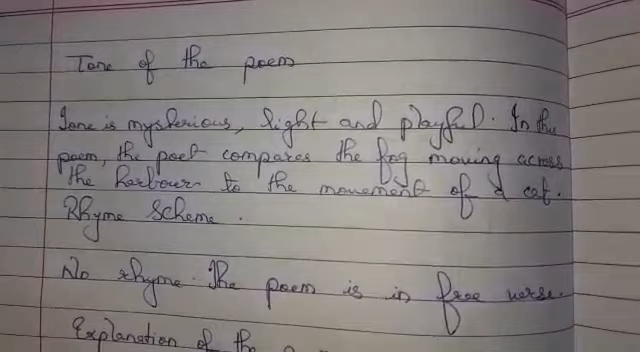 Tone of the poem
Tone is mysterious, light and playful. In the
poem, the poet compares the fog moving across
the harbour to the movement of a cat.
Rhyme Scheme.
No rhyme. The poem is in free verse.
Explanation of the